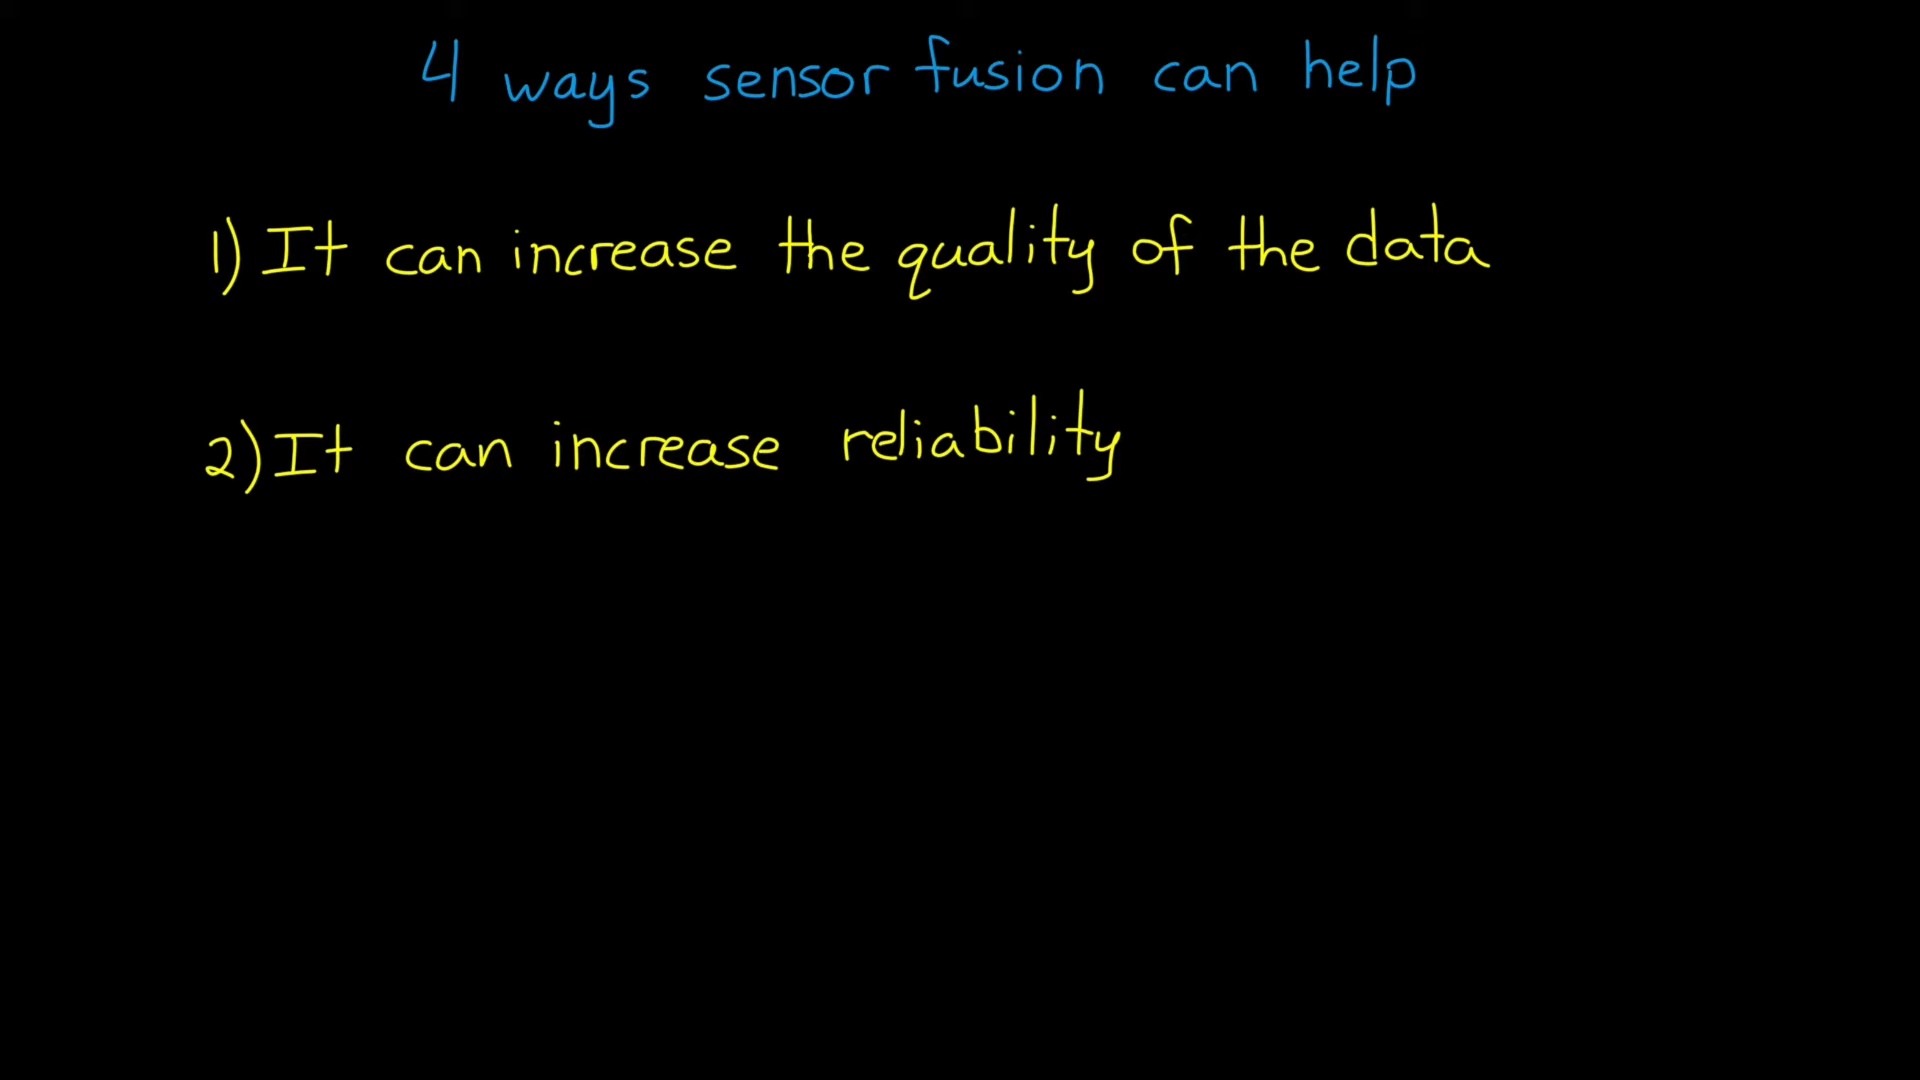 4 ways sensor fusion can help
1) It can increase the quality of the data
2) It can increase reliability